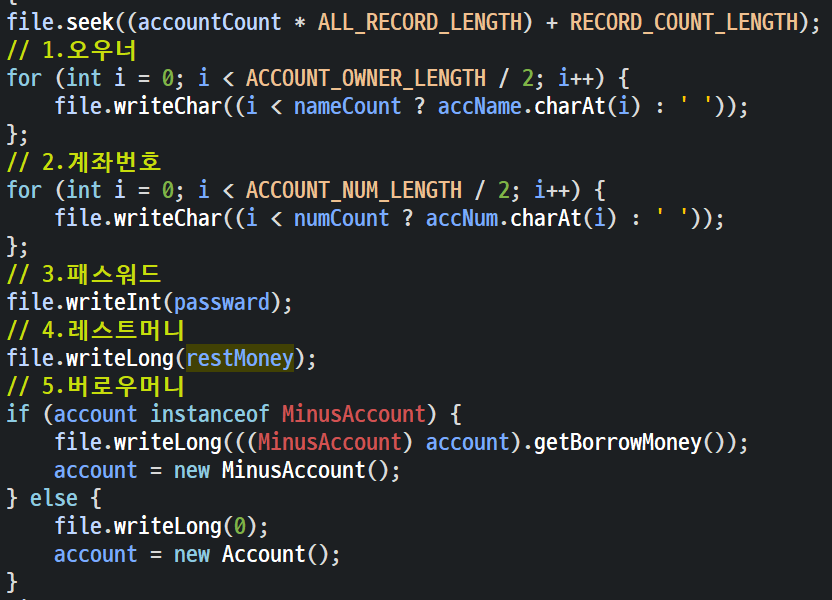 file.seek((accountCount * ALL_RECORD_LENGTH) + RECORD_COUNT_LENGTH);
// 1.오우너
for (int i = 0; i < ACCOUNT_OWNER_LENGTH / 2; i++) {
    file.writeChar((i < nameCount ? accName.charAt(i) : ' '));
};
// 2.계좌번호
for (int i = 0; i < ACCOUNT_NUM_LENGTH / 2; i++) {
    file.writeChar((i < numCount ? accNum.charAt(i) : ' '));
};
// 3.패스워드
file.writeInt(passward);
// 4.레스트머니
file.writeLong(restMoney);
// 5.버로우머니
if (account instanceof MinusAccount) {
    file.writeLong(((MinusAccount) account).getBorrowMoney());
    account = new MinusAccount();
} else {
    file.writeLong(0);
    account = new Account();
}